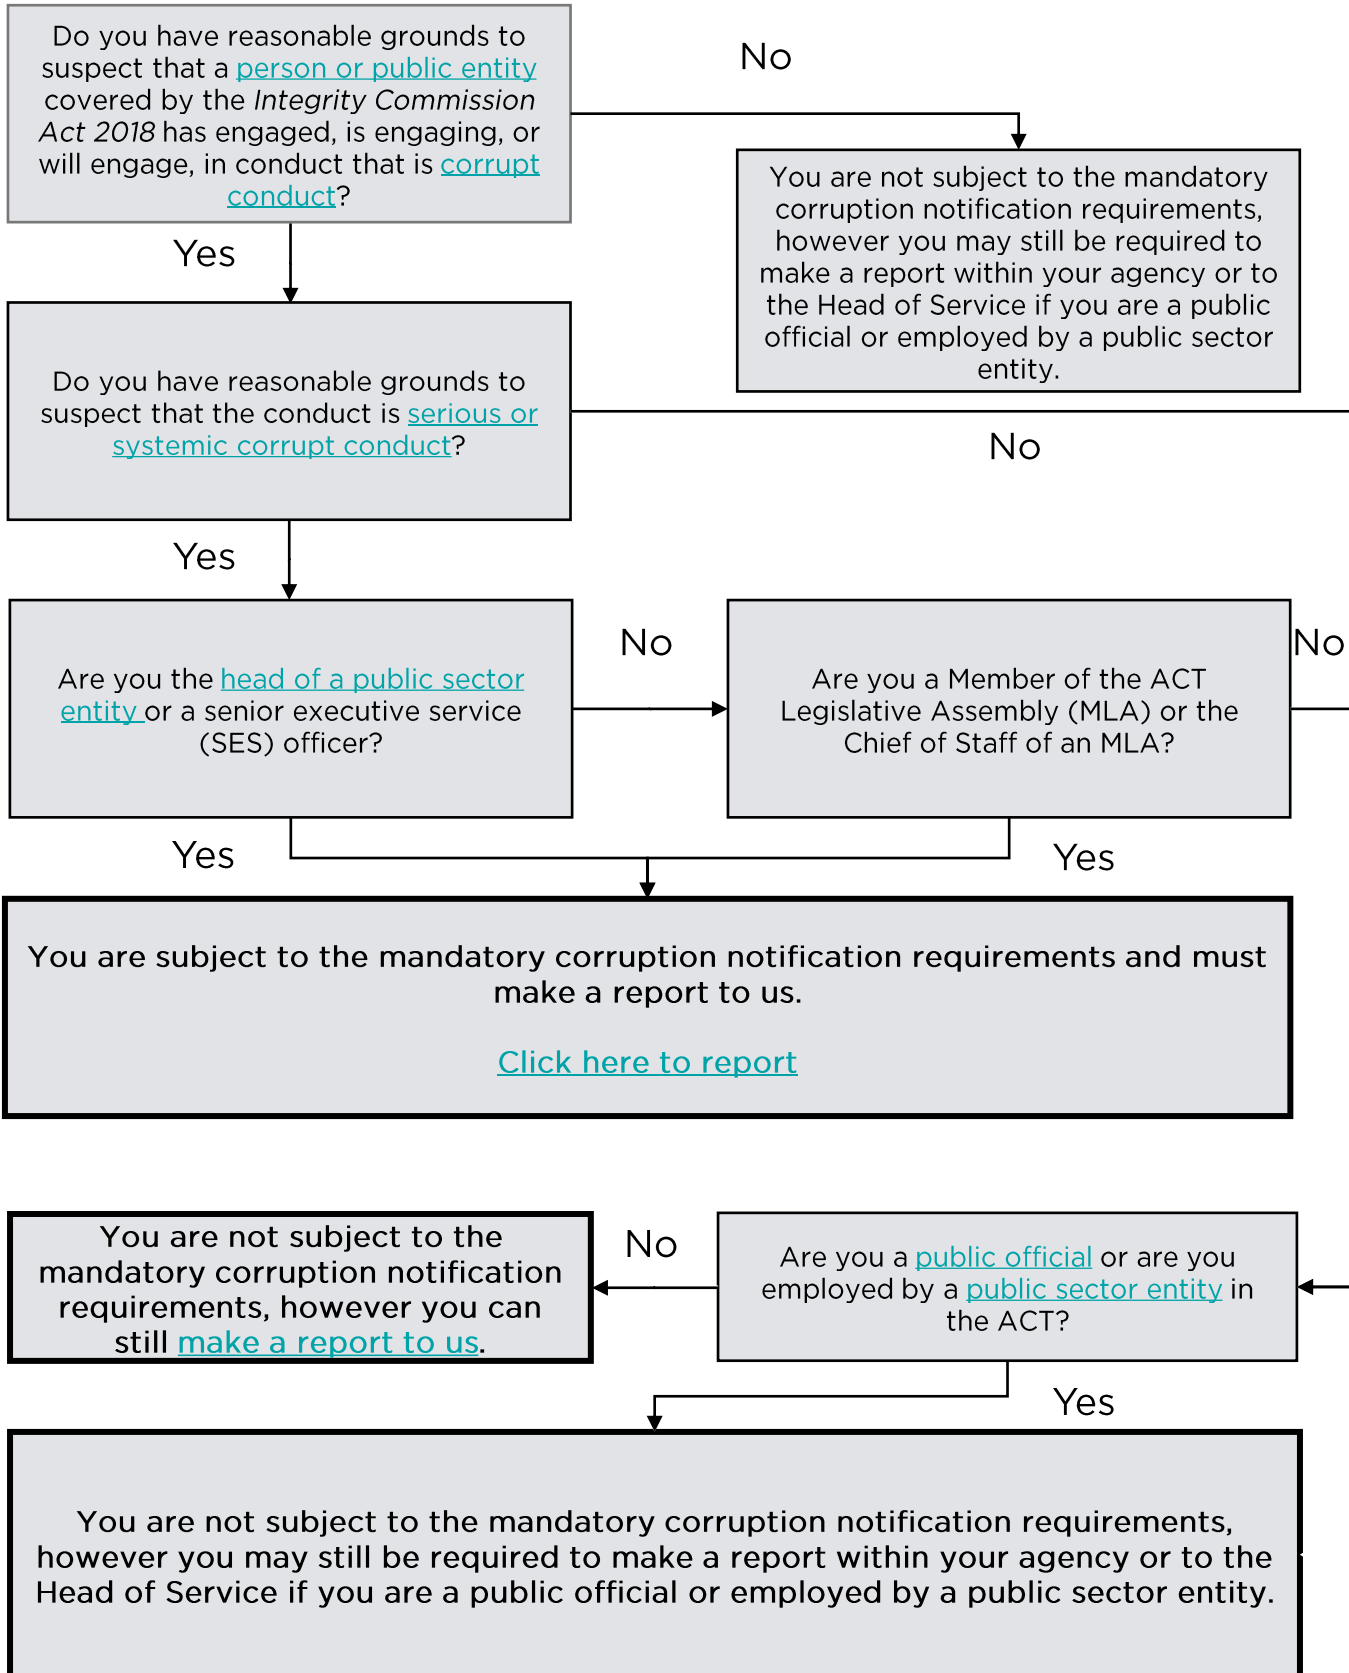 Do you have reasonable grounds to
suspect that a person or public entity
covered by the Integrity Commission
Act 2018 has engaged, is engaging, or
will engage, in conduct that is corrupt
conduct?
No
You are not subject to the mandatory
corruption notification requirements,
however you may still be required to
make a report within your agency or to
the Head of Service if you are a public
official or employed by a public sector
entity.
Yes
Do you have reasonable grounds to
suspect that the conduct is serious or
systemic corrupt conduct?
No
Yes
Are you the head of a public sector
entity or a senior executive service
(SES) officer?
No
Are you a Member of the ACT
Legislative Assembly (MLA) or the
Chief of Staff of an MLA?
No
Yes
Yes
You are subject to the mandatory corruption notification requirements and must
make a report to us.
Click here to report
Are you a public official or are you
employed by a public sector entity in
the ACT?
No
You are not subject to the
mandatory corruption notification
requirements, however you can
still make a report to us.
Yes
You are not subject to the mandatory corruption notification requirements,
however you may still be required to make a report within your agency or to the
Head of Service if you are a public official or employed by a public sector entity.